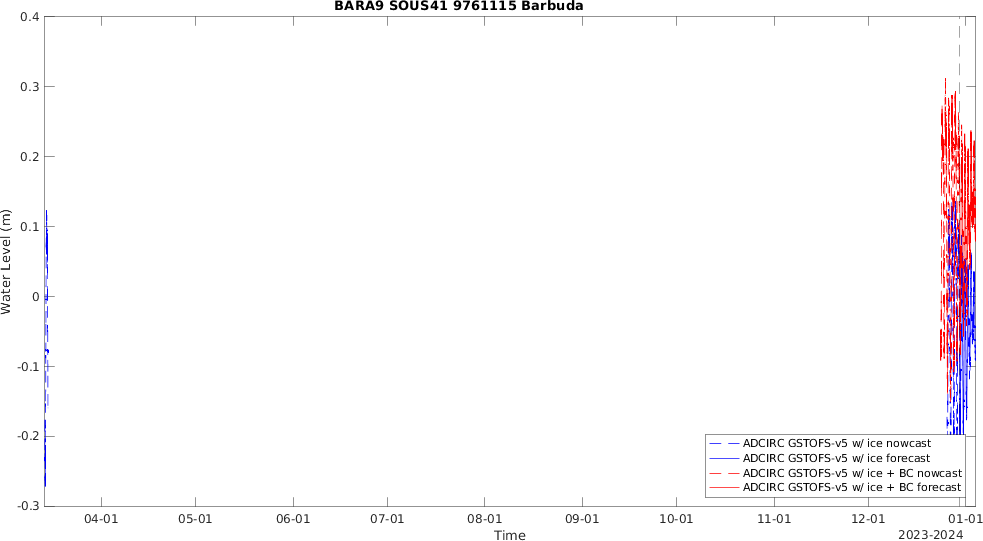 BARA9 SOUS41 9761115 Barbuda
0.4
0.3
0.2
0.1
0
-0.1
-0.2
-0.3
Water Level (m)
ADCIRC GSTOFS-v5 w/ ice nowcast
ADCIRC GSTOFS-v5 w/ ice forecast
ADCIRC GSTOFS-v5 w/ ice + BC nowcast
ADCIRC GSTOFS-v5 w/ ice + BC forecast
04-01 05-01 06-01 07-01 08-01 09-01 10-01 11-01 12-01 01-01
Time
2023-2024